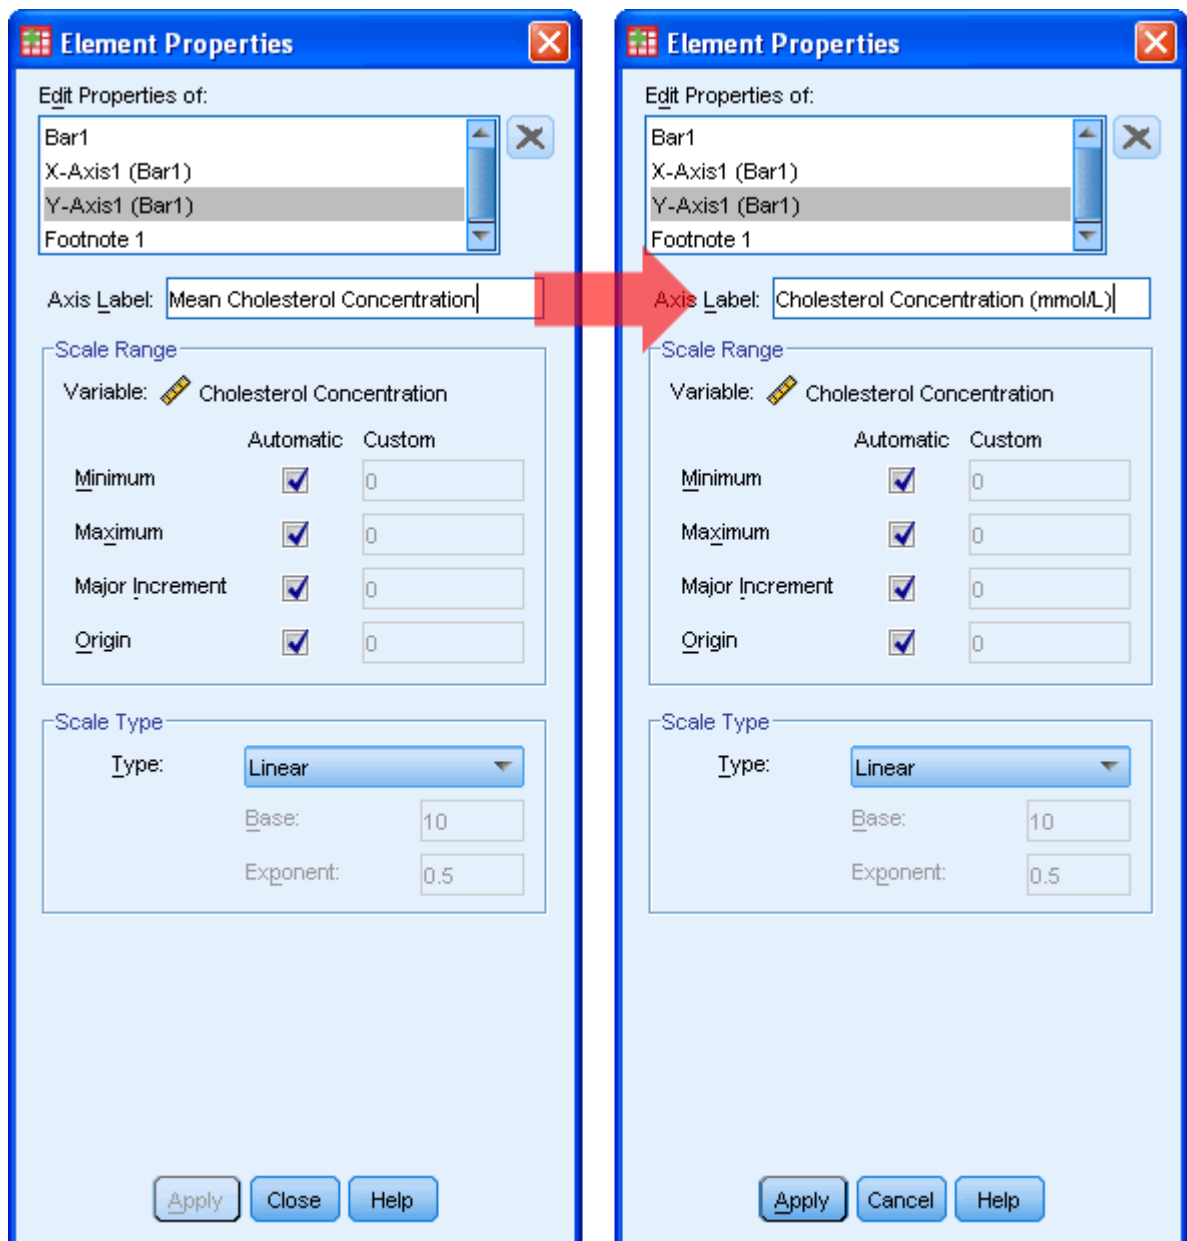 Element Properties
Edit Properties of:
Bar1
X-Axis1 (Bar1)
Y-Axis1 (Bar1)
Footnote 1
Axis Label: Mean Cholesterol Concentration
Scale Range
Variable: Cholesterol Concentration
Automatic Custom
Minimum 0
Maximum 0
Major Increment 0
Origin 0
Scale Type
Type: Linear
Base: 10
Exponent: 0.5
Apply Close Help
Element Properties
Edit Properties of:
Bar1
X-Axis1 (Bar1)
Y-Axis1 (Bar1)
Footnote 1
Axis Label: Cholesterol Concentration (mmol/L)
Scale Range
Variable: Cholesterol Concentration
Automatic Custom
Minimum 0
Maximum 0
Major Increment 0
Origin 0
Scale Type
Type: Linear
Base: 10
Exponent: 0.5
Apply Cancel Help